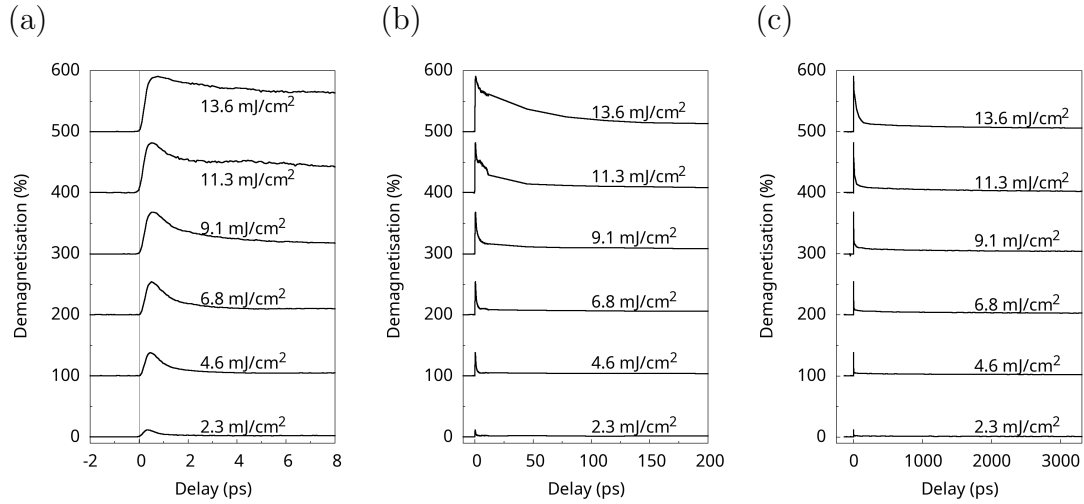 (a)
(b)
(c)
Demagnetisation (%)
600
500
400
300
200
100
0
13.6 mJ/cm²
11.3 mJ/cm²
9.1 mJ/cm²
6.8 mJ/cm²
4.6 mJ/cm²
2.3 mJ/cm²
-2 0 2 4 6 8
Delay (ps)
Demagnetisation (%)
600
500
400
300
200
100
0
13.6 mJ/cm²
11.3 mJ/cm²
9.1 mJ/cm²
6.8 mJ/cm²
4.6 mJ/cm²
2.3 mJ/cm²
0 50 100 150 200
Delay (ps)
Demagnetisation (%)
600
500
400
300
200
100
0
13.6 mJ/cm²
11.3 mJ/cm²
9.1 mJ/cm²
6.8 mJ/cm²
4.6 mJ/cm²
2.3 mJ/cm²
0 1000 2000 3000
Delay (ps)